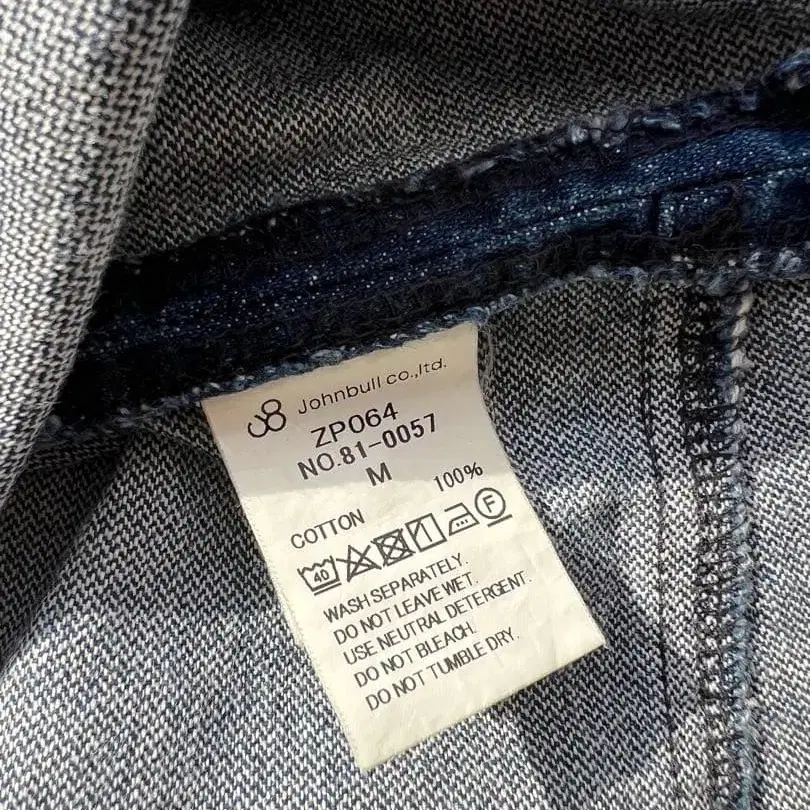 Johnbull co.,ltd.
ZP064
NO.81-0057
M
COTTON 100%
40 F
WASH SEPARATELY.
DO NOT LEAVE WET.
USE NEUTRAL DETERGENT.
DO NOT BLEACH.
DO NOT TUMBLE DRY.